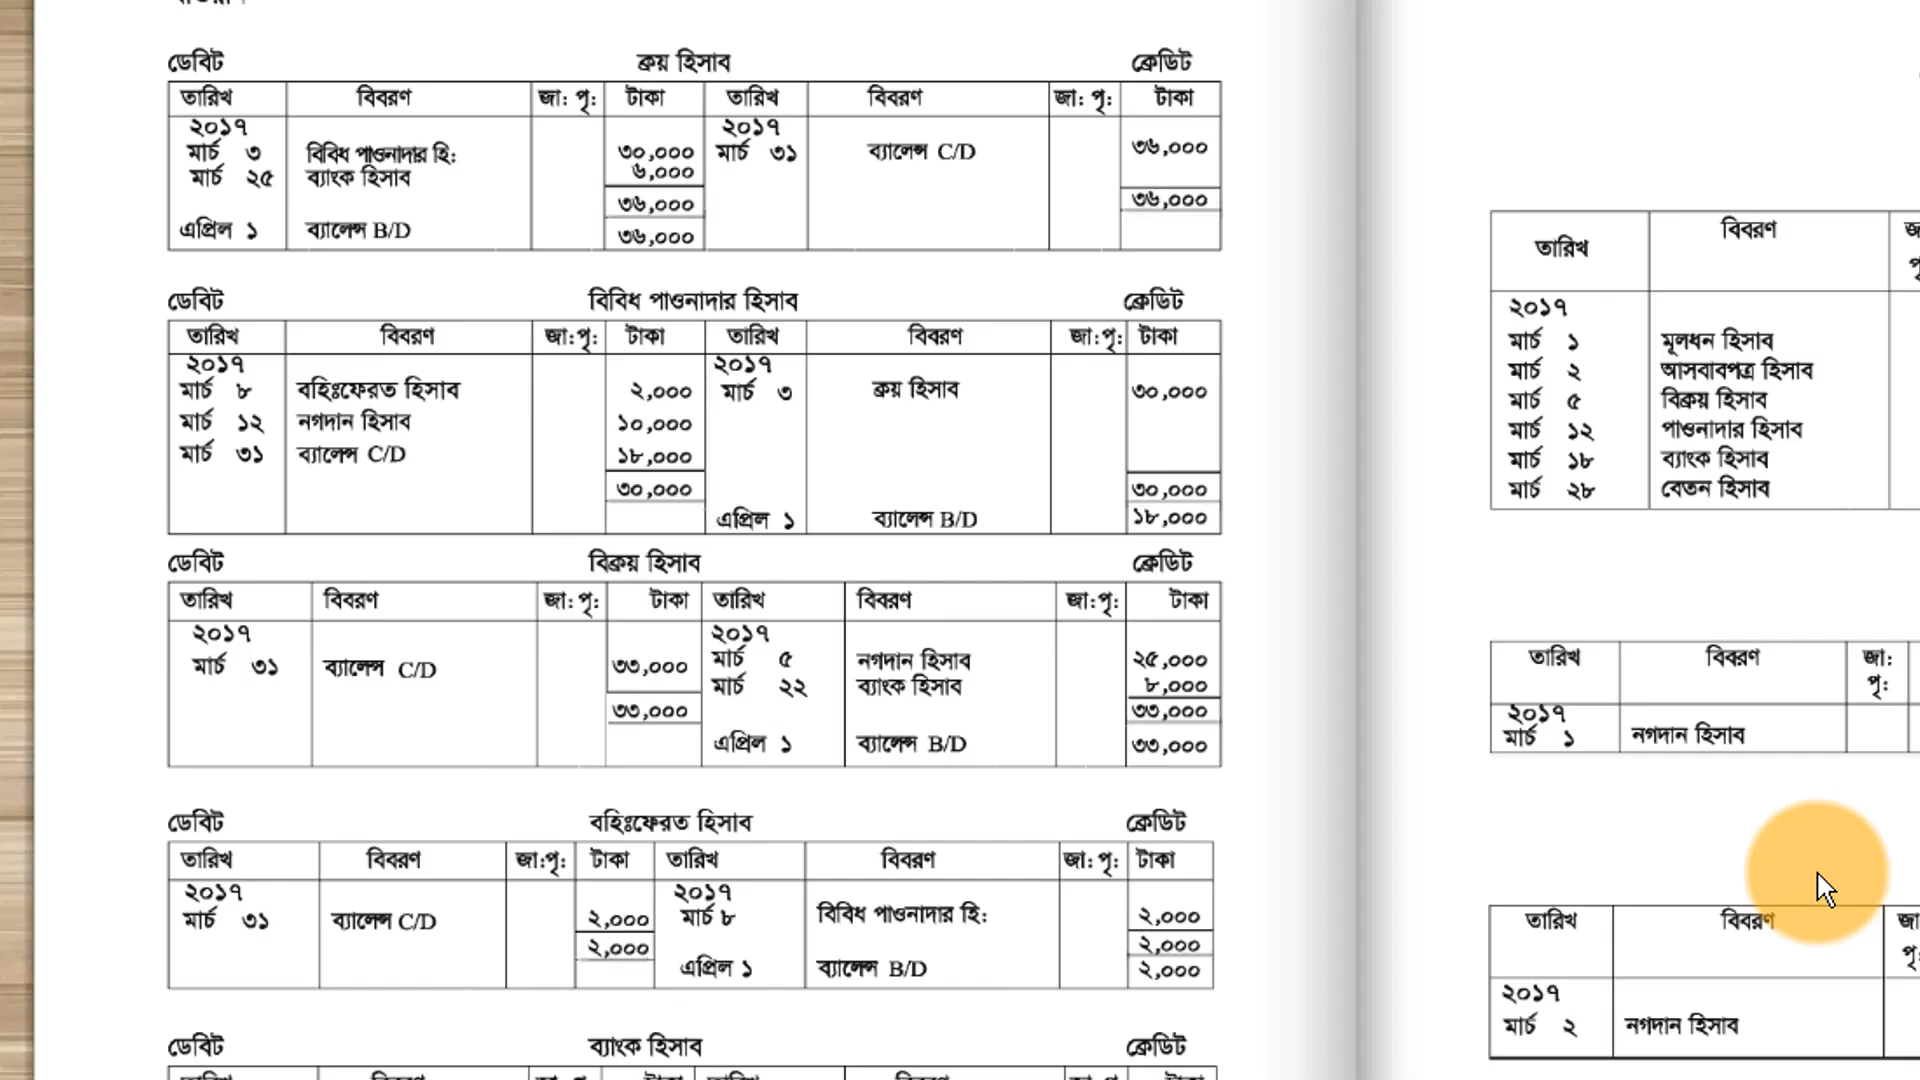 ডেবিট ক্রয় হিসাব ক্রেডিট
তারিখ বিবরণ জা: পৃ: টাকা তারিখ বিবরণ জা: পৃ: টাকা
২০১৭ ২০১৭
মার্চ ৩ বিবিধ পাওনাদার হি: ৩০,০০০ মার্চ ৩১ ব্যালেন্স C/D ৩৬,০০০
মার্চ ২৫ ব্যাংক হিসাব ৬,০০০
৩৬,০০০ ৩৬,০০০
এপ্রিল ১ ব্যালেন্স B/D ৩৬,০০০
ডেবিট বিবিধ পাওনাদার হিসাব ক্রেডিট
তারিখ বিবরণ জা:পৃ: টাকা তারিখ বিবরণ জা:পৃ: টাকা
২০১৭ ২০১৭
মার্চ ৮ বহিঃফেরত হিসাব ২,০০০ মার্চ ৩ ক্রয় হিসাব ৩০,০০০
মার্চ ১২ নগদান হিসাব ১০,০০০
মার্চ ৩১ ব্যালেন্স C/D ১৮,০০০
৩০,০০০ ৩০,০০০
এপ্রিল ১ ব্যালেন্স B/D ১৮,০০০
ডেবিট বিক্রয় হিসাব ক্রেডিট
তারিখ বিবরণ জা:পৃ: টাকা তারিখ বিবরণ জা:পৃ: টাকা
২০১৭ ২০১৭
মার্চ ৩১ ব্যালেন্স C/D ৩৩,০০০ মার্চ ৫ নগদান হিসাব ২৫,০০০
মার্চ ২২ ব্যাংক হিসাব ৮,০০০
৩৩,০০০ ৩৩,০০০
এপ্রিল ১ ব্যালেন্স B/D ৩৩,০০০
ডেবিট বহিঃফেরত হিসাব ক্রেডিট
তারিখ বিবরণ জা:পৃ: টাকা তারিখ বিবরণ জা:পৃ: টাকা
২০১৭ ২০১৭
মার্চ ৩১ ব্যালেন্স C/D ২,০০০ মার্চ ৮ বিবিধ পাওনাদার হি: ২,০০০
২,০০০ ২,০০০
এপ্রিল ১ ব্যালেন্স B/D ২,০০০
ডেবিট ব্যাংক হিসাব ক্রেডিট
তারিখ বিবরণ
২০১৭
মার্চ ১ মূলধন হিসাব
মার্চ ২ আসবাবপত্র হিসাব
মার্চ ৫ বিক্রয় হিসাব
মার্চ ১২ পাওনাদার হিসাব
মার্চ ১৮ ব্যাংক হিসাব
মার্চ ২৮ বেতন হিসাব
তারিখ বিবরণ জা:
পৃ:
২০১৭
মার্চ ১ নগদান হিসাব
তারিখ বিবরণ
২০১৭
মার্চ ২ নগদান হিসাব